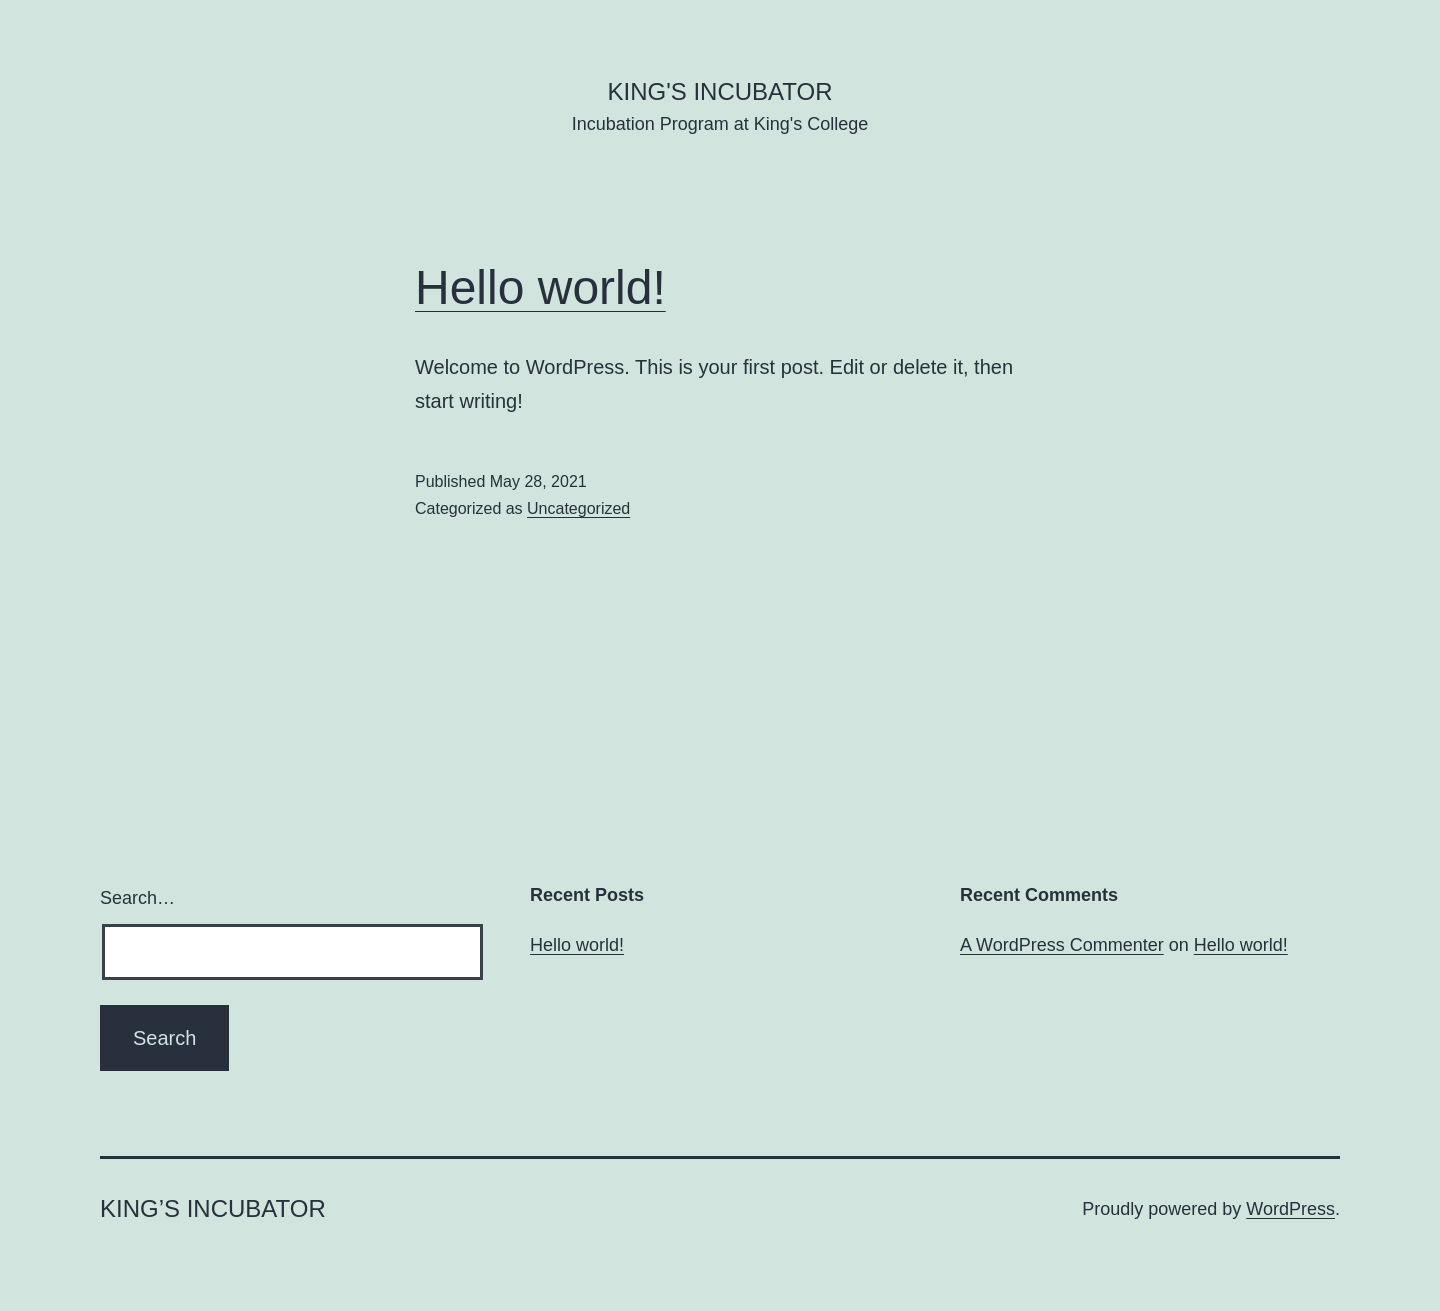 KING'S INCUBATOR
Incubation Program at King's College
Hello world!
Welcome to WordPress. This is your first post. Edit or delete it, then
start writing!
Published May 28, 2021
Categorized as Uncategorized
Search…
Search
Recent Posts
Hello world!
Recent Comments
A WordPress Commenter on Hello world!
KING’S INCUBATOR
Proudly powered by WordPress.